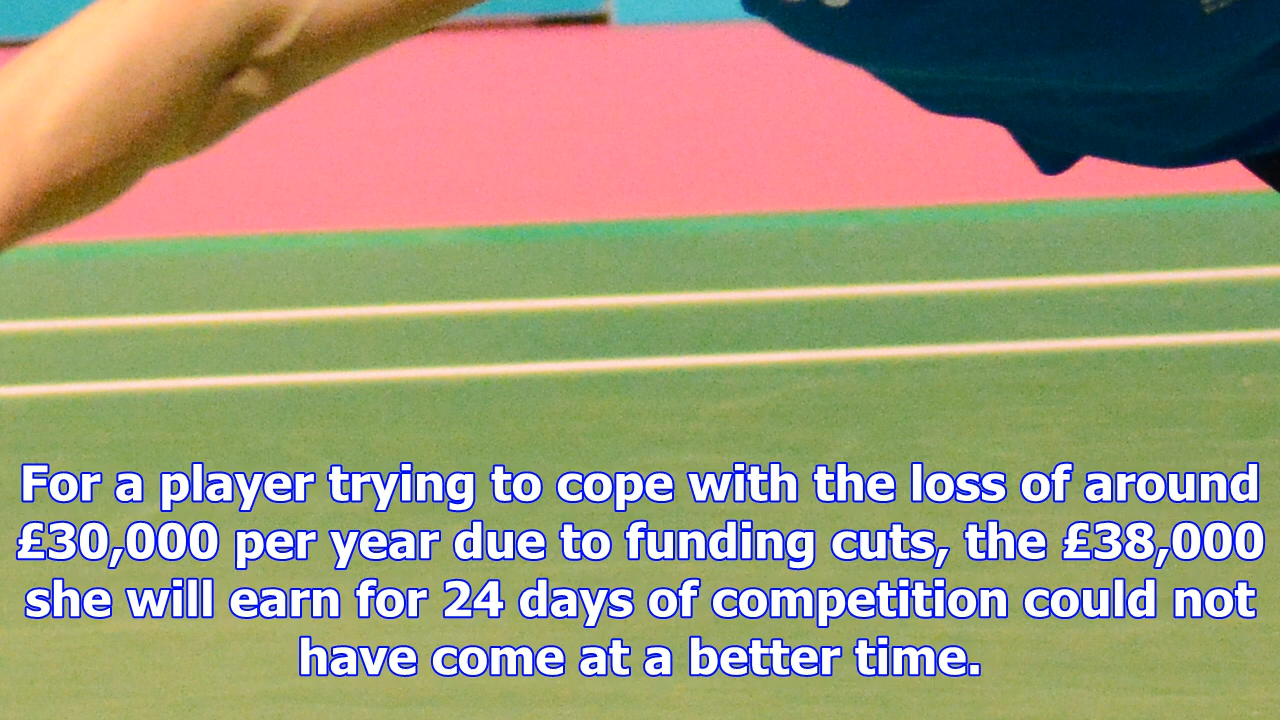 For a player trying to cope with the loss of around
£30,000 per year due to funding cuts, the £38,000
she will earn for 24 days of competition could not
have come at a better time.